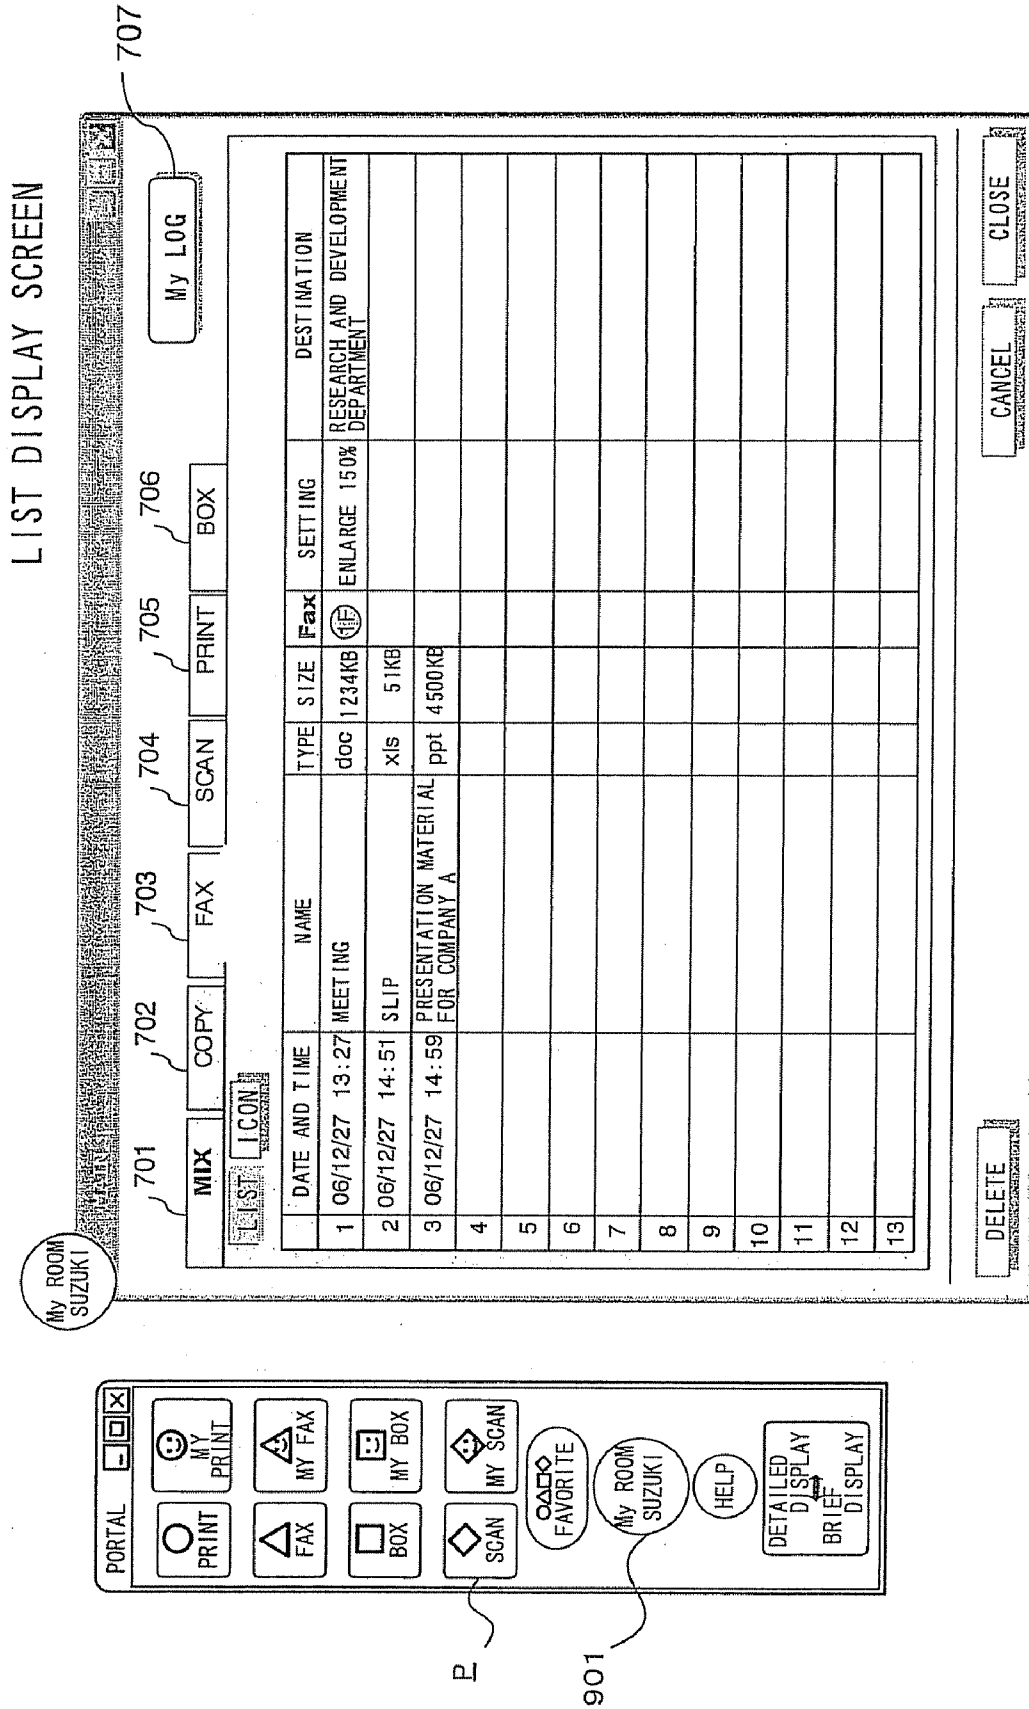 LIST DISPLAY SCREEN
My ROOM
SUZUKI
701
702
703
704
705
706
707
MIX
COPY
FAX
SCAN
PRINT
BOX
My LOG
LIST
ICON
DATE AND TIME NAME TYPE SIZE Fax SETTING DESTINATION
1 06/12/27 13:27 MEETING doc 1234KB 1F ENLARGE 150% RESEARCH AND DEVELOPMENT
DEPARTMENT
2 06/12/27 14:51 SLIP xls 51KB
3 06/12/27 14:59 PRESENTATION MATERIAL ppt 4500KB
FOR COMPANY A
4
5
6
7
8
9
10
11
12
13
DELETE
CANCEL
CLOSE
PORTAL
PRINT
MY
PRINT
FAX
MY FAX
BOX
MY BOX
SCAN
MY SCAN
FAVORITE
My ROOM
SUZUKI
HELP
DETAILED
DISPLAY
BRIEF
DISPLAY
P
901